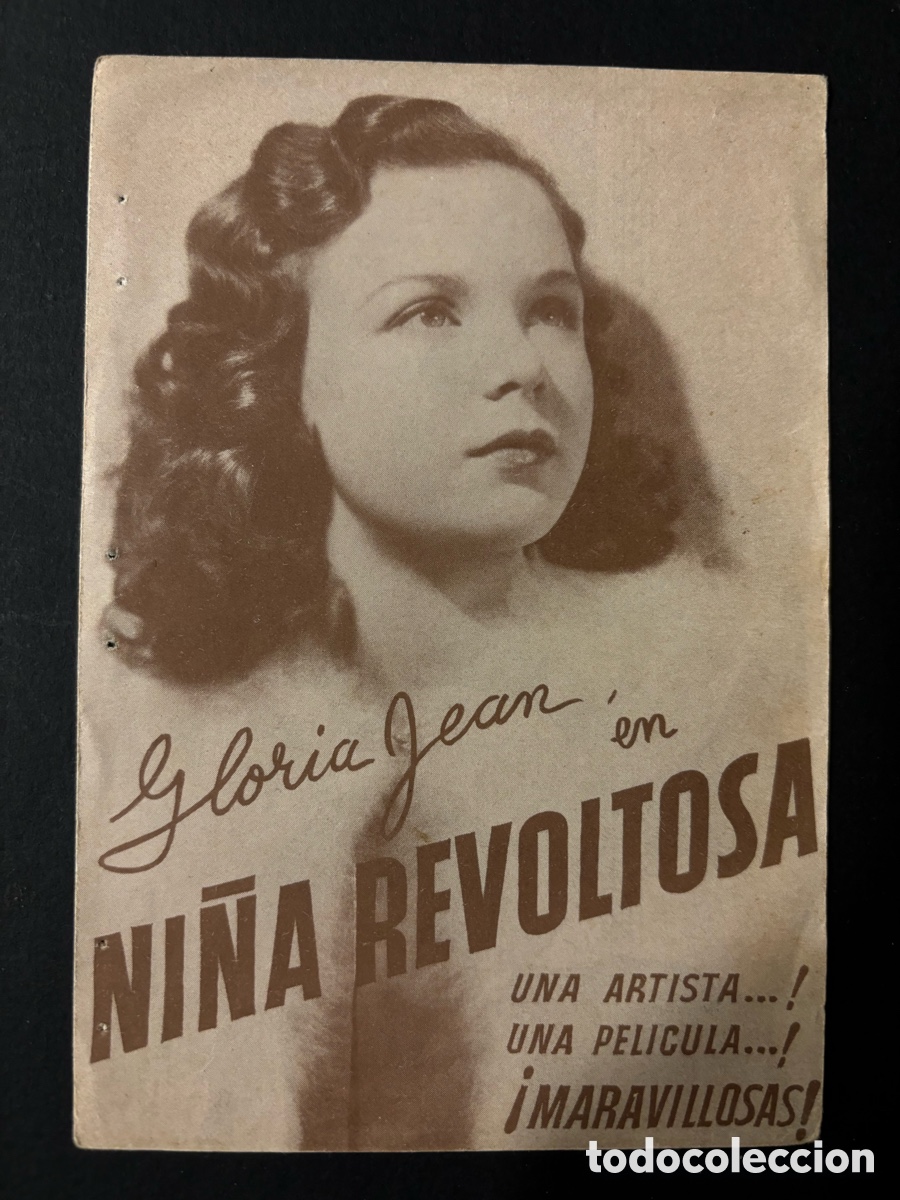 Gloria Jean, en
NIÑA REVOLTOSA
UNA ARTISTA...!
UNA PELICULA...!
¡MARAVILLOSAS!
todocoleccion